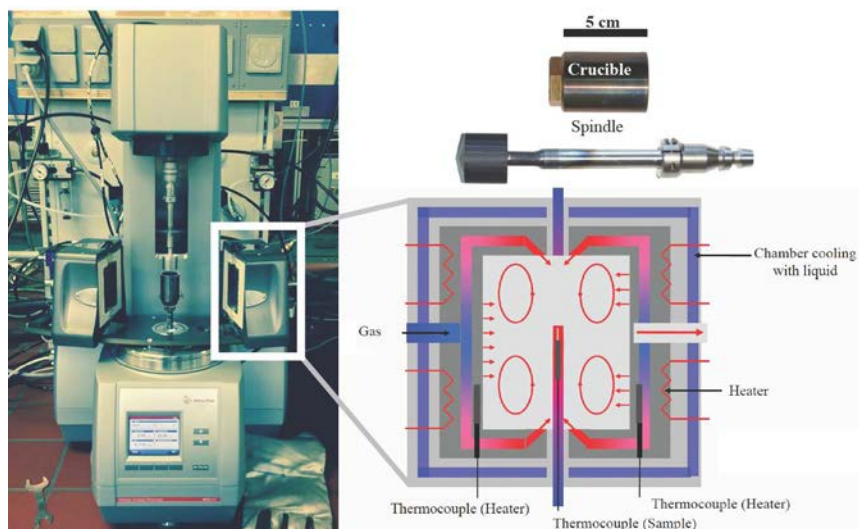 5 cm
Crucible
Spindle
Chamber cooling
with liquid
Gas
Heater
Thermocouple (Heater)
Thermocouple (Heater)
Thermocouple (Sample)